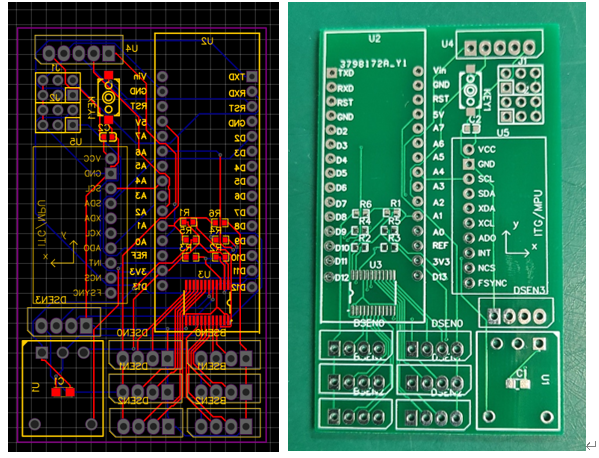 U2
U4
J1
J2
KEY1
C2
U5
Vin
GND
RST
5V
A7
A6
A5
A4
A3
A2
A1
A0
REF
3V3
D13
TXD
RXD
RST
GND
D2
D3
D4
D5
D6
D7
D8
D9
D10
D11
D12
VCC
GND
SCL
SDA
XDA
XCL
ADO
INT
NCS
FSYNC
R1
R6
R5
R4
R3
R2
U3
DSEN3
DSEN0
BSEN0
DSEN1
BSEN1
DSEN2
BSEN2
U1
C1
U2
3798172A_Y1
TXD
RXD
RST
GND
D2
D3
D4
D5
D6
D7
D8
D9
D10
D11
D12
Vin
GND
RST
5V
A7
A6
A5
A4
A3
A2
A1
A0
REF
3V3
D13
U4
J1
KEY1
C2
U5
VCC
GND
SCL
SDA
XDA
XCL
ADO
INT
NCS
FSYNC
ITG/MPU
y
x
R6
R1
R4
R5
R2
R3
U3
DSEN3
BSEN0
DSEN0
C1
U1